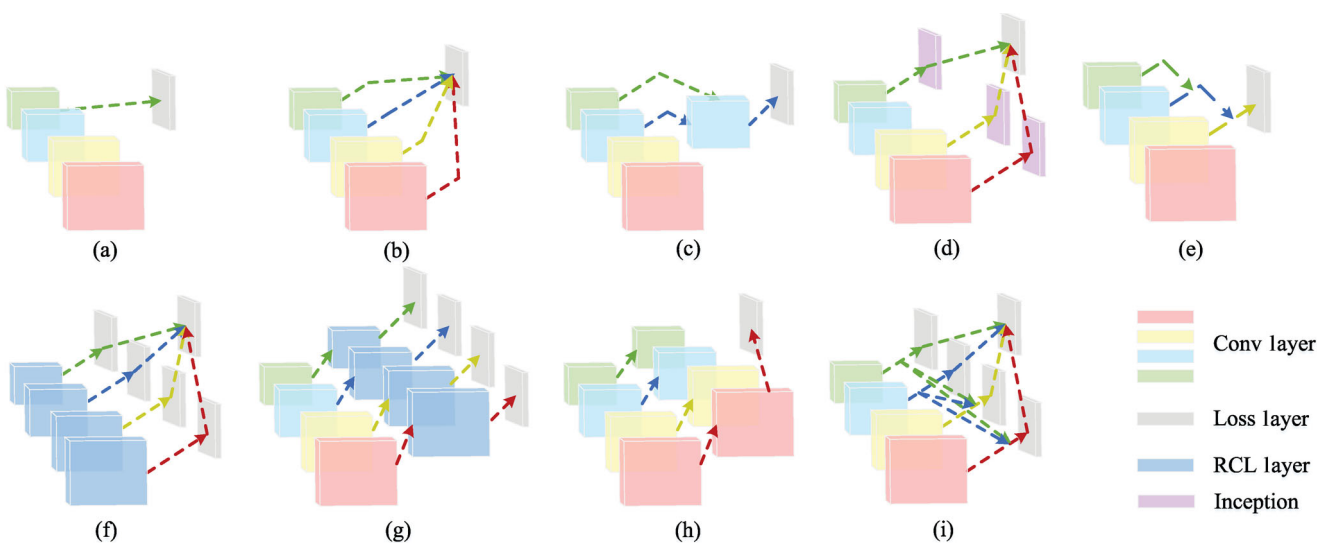 (a)
(b)
(c)
(d)
(e)
(f)
(g)
(h)
(i)
Conv layer
Loss layer
RCL layer
Inception